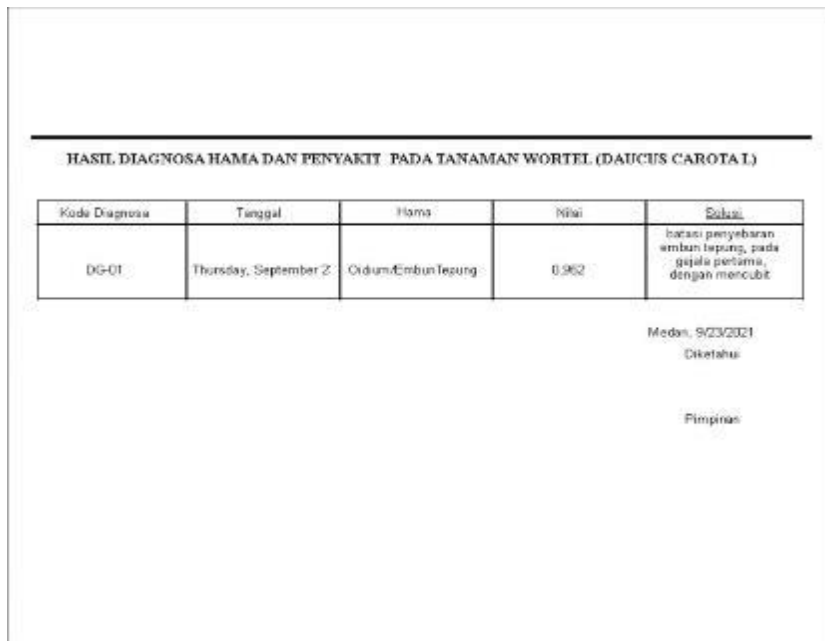 HASIL DIAGNOSA HAMA DAN PENYAKIT PADA TANAMAN WORTEL (DAUCUS CAROTA L)
Kode Diagnosa Tanggal Hama Nilai Solusi
DG-01 Thursday, September 2 Oidium/EmbunTepung 0.962 batasi penyebaran
embun tepung, pada
gejala pertama,
dengan mencubit
Medan, 9/23/2021
Diketahui
Pimpinan